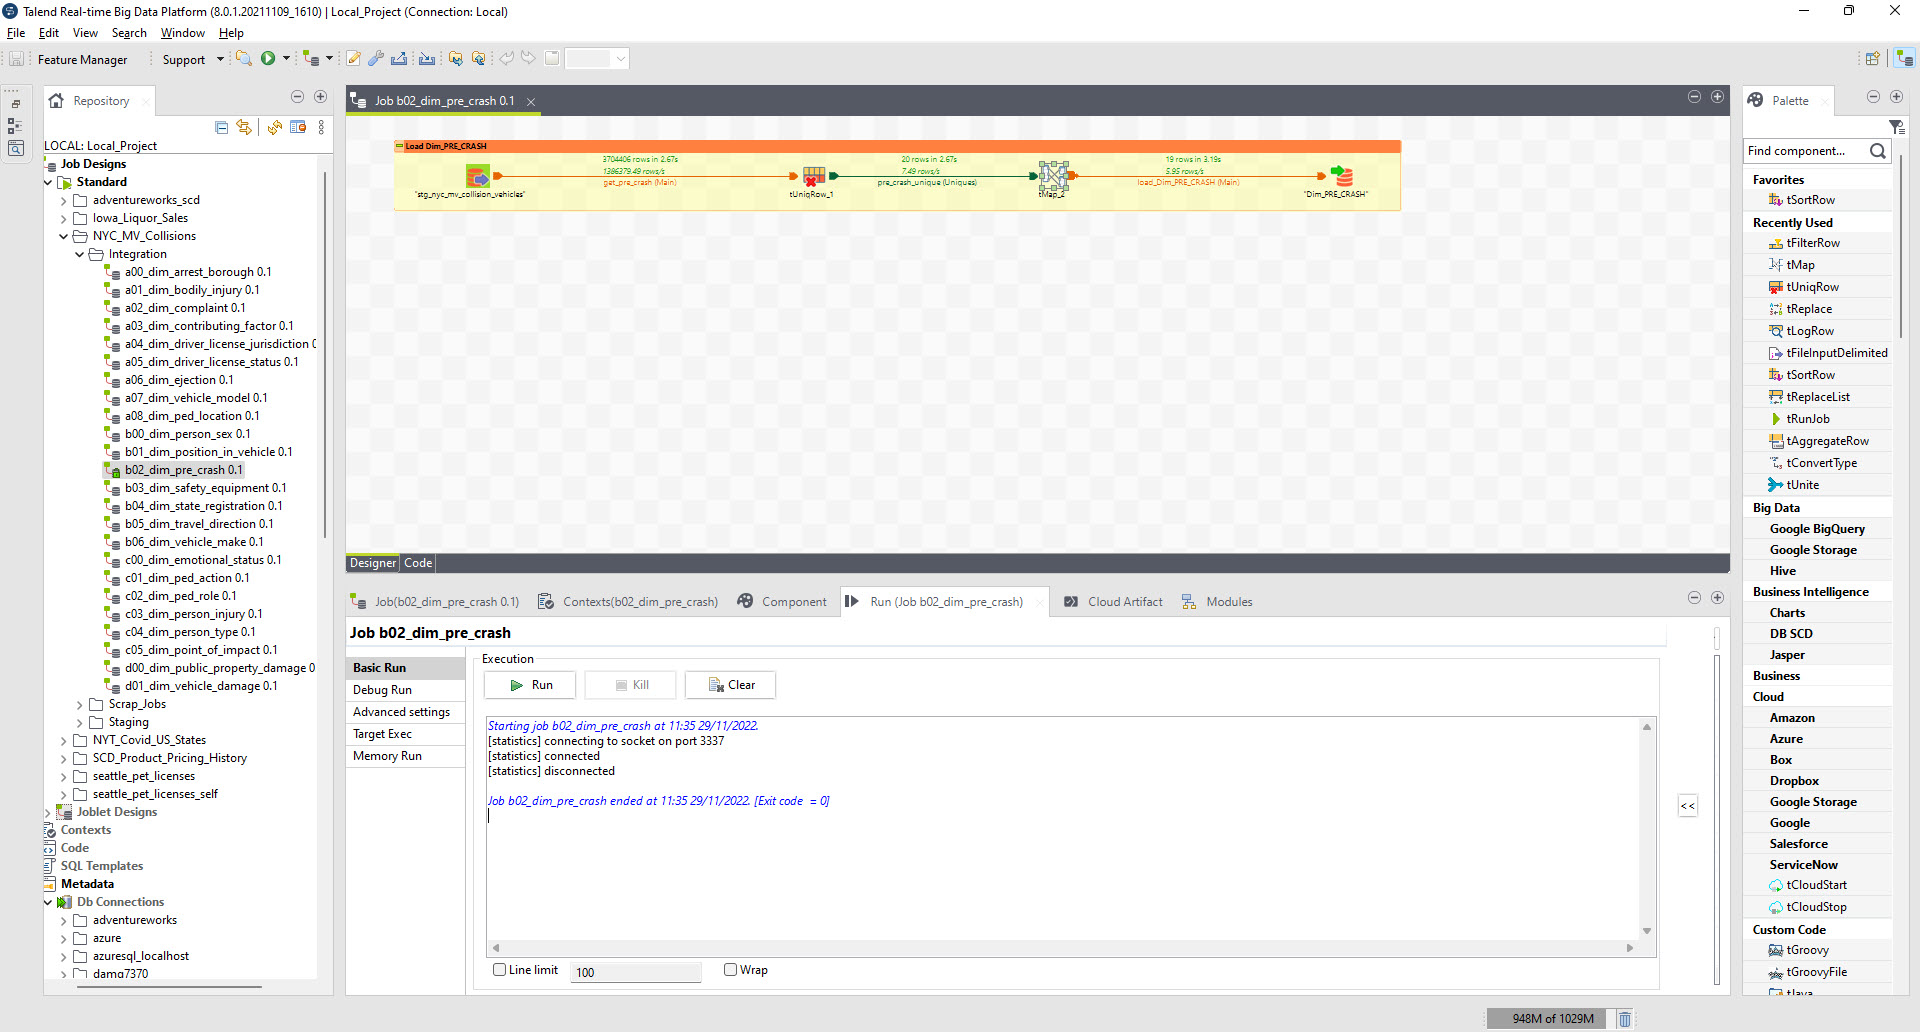 Talend Real-time Big Data Platform (8.0.1.20211109_1610) | Local_Project (Connection: Local)
File Edit View Search Window Help
Feature Manager Support
Repository
LOCAL: Local_Project
Job Designs
Standard
adventureworks_scd
Iowa_Liquor_Sales
NYC_MV_Collisions
Integration
a00_dim_arrest_borough 0.1
a01_dim_bodily_injury 0.1
a02_dim_complaint 0.1
a03_dim_contributing_factor 0.1
a04_dim_driver_license_jurisdiction 0
a05_dim_driver_license_status 0.1
a06_dim_ejection 0.1
a07_dim_vehicle_model 0.1
a08_dim_ped_location 0.1
b00_dim_person_sex 0.1
b01_dim_position_in_vehicle 0.1
b02_dim_pre_crash 0.1
b03_dim_safety_equipment 0.1
b04_dim_state_registration 0.1
b05_dim_travel_direction 0.1
b06_dim_vehicle_make 0.1
c00_dim_emotional_status 0.1
c01_dim_ped_action 0.1
c02_dim_ped_role 0.1
c03_dim_person_injury 0.1
c04_dim_person_type 0.1
c05_dim_point_of_impact 0.1
d00_dim_public_property_damage 0
d01_dim_vehicle_damage 0.1
Scrap_Jobs
Staging
NYT_Covid_US_States
SCD_Product_Pricing_History
seattle_pet_licenses
seattle_pet_licenses_self
Joblet Designs
Contexts
Code
SQL Templates
Metadata
Db Connections
adventureworks
azure
azuresql_localhost
damg7370
Job b02_dim_pre_crash 0.1
Load Dim_PRE_CRASH
3704406 rows in 2.67s
1386379.49 rows/s
get_pre_crash (Main)
20 rows in 2.67s
7.49 rows/s
pre_crash_unique (Uniques)
19 rows in 3.19s
5.95 rows/s
load_Dim_PRE_CRASH (Main)
"stg_nyc_mv_collision_vehicles"
tUniqRow_1
tMap_2
"Dim_PRE_CRASH"
Designer Code
Job(b02_dim_pre_crash 0.1) Contexts(b02_dim_pre_crash) Component Run (Job b02_dim_pre_crash) Cloud Artifact Modules
Job b02_dim_pre_crash
Basic Run
Debug Run
Advanced settings
Target Exec
Memory Run
Execution
Run Kill Clear
Starting job b02_dim_pre_crash at 11:35 29/11/2022.
[statistics] connecting to socket on port 3337
[statistics] connected
[statistics] disconnected
Job b02_dim_pre_crash ended at 11:35 29/11/2022. [Exit code = 0]
<<
Line limit 100 Wrap
Palette
Find component...
Favorites
tSortRow
Recently Used
tFilterRow
tMap
tUniqRow
tReplace
tLogRow
tFileInputDelimited
tSortRow
tReplaceList
tRunJob
tAggregateRow
tConvertType
tUnite
Big Data
Google BigQuery
Google Storage
Hive
Business Intelligence
Charts
DB SCD
Jasper
Business
Cloud
Amazon
Azure
Box
Dropbox
Google Storage
Google
Salesforce
ServiceNow
tCloudStart
tCloudStop
Custom Code
tGroovy
tGroovyFile
tJava
948M of 1029M